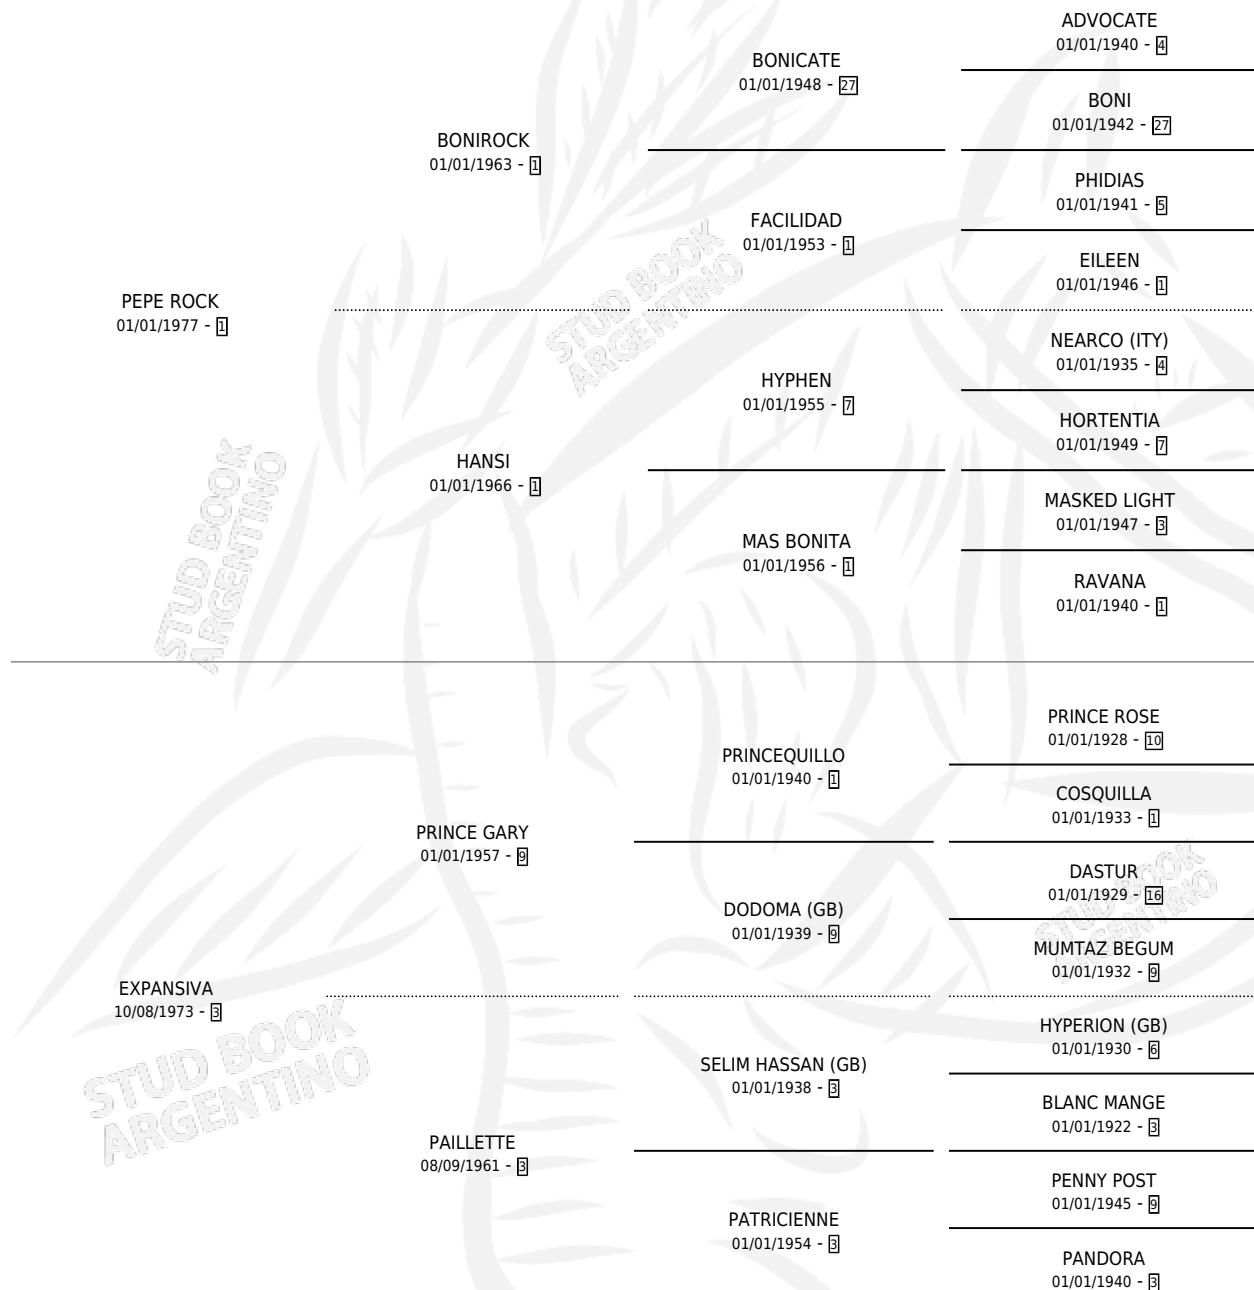 ADVOCATE
01/01/1940 - 4
BONICATE
01/01/1948 - 27
BONI
01/01/1942 - 27
BONIROCK
01/01/1963 - 1
PHIDIAS
01/01/1941 - 5
FACILIDAD
01/01/1953 - 1
EILEEN
01/01/1946 - 1
PEPE ROCK
01/01/1977 - 1
NEARCO (ITY)
01/01/1935 - 4
HYPHEN
01/01/1955 - 7
HORTENTIA
01/01/1949 - 7
HANSI
01/01/1966 - 1
MASKED LIGHT
01/01/1947 - 3
MAS BONITA
01/01/1956 - 1
RAVANA
01/01/1940 - 1
PRINCE ROSE
01/01/1928 - 10
PRINCEQUILLO
01/01/1940 - 1
COSQUILLA
01/01/1933 - 1
PRINCE GARY
01/01/1957 - 9
DASTUR
01/01/1929 - 16
DODOMA (GB)
01/01/1939 - 9
MUMTAZ BEGUM
01/01/1932 - 9
EXPANSIVA
10/08/1973 - 3
HYPERION (GB)
01/01/1930 - 6
SELIM HASSAN (GB)
01/01/1938 - 3
BLANC MANGE
01/01/1922 - 3
PAILLETTE
08/09/1961 - 3
PENNY POST
01/01/1945 - 9
PATRICIENNE
01/01/1954 - 3
PANDORA
01/01/1940 - 3
STUD BOOK
ARGENTINO
STUD BOOK
ARGENTINO
STUD BOOK
ARGENTINO
STUD BOOK
ARGENTINO